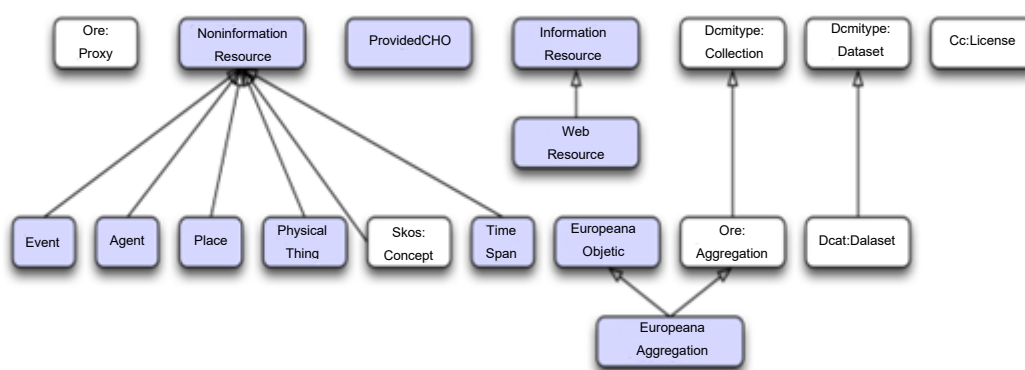 Ore:
Proxy
Noninformation
Resource
ProvidedCHO
Information
Resource
Dcmitype:
Collection
Dcmitype:
Dataset
Cc:License
Web
Resource
Event
Agent
Place
Physical
Thing
Skos:
Concept
Time
Span
Europeana
Objetic
Ore:
Aggregation
Dcat:Dalaset
Europeana
Aggregation